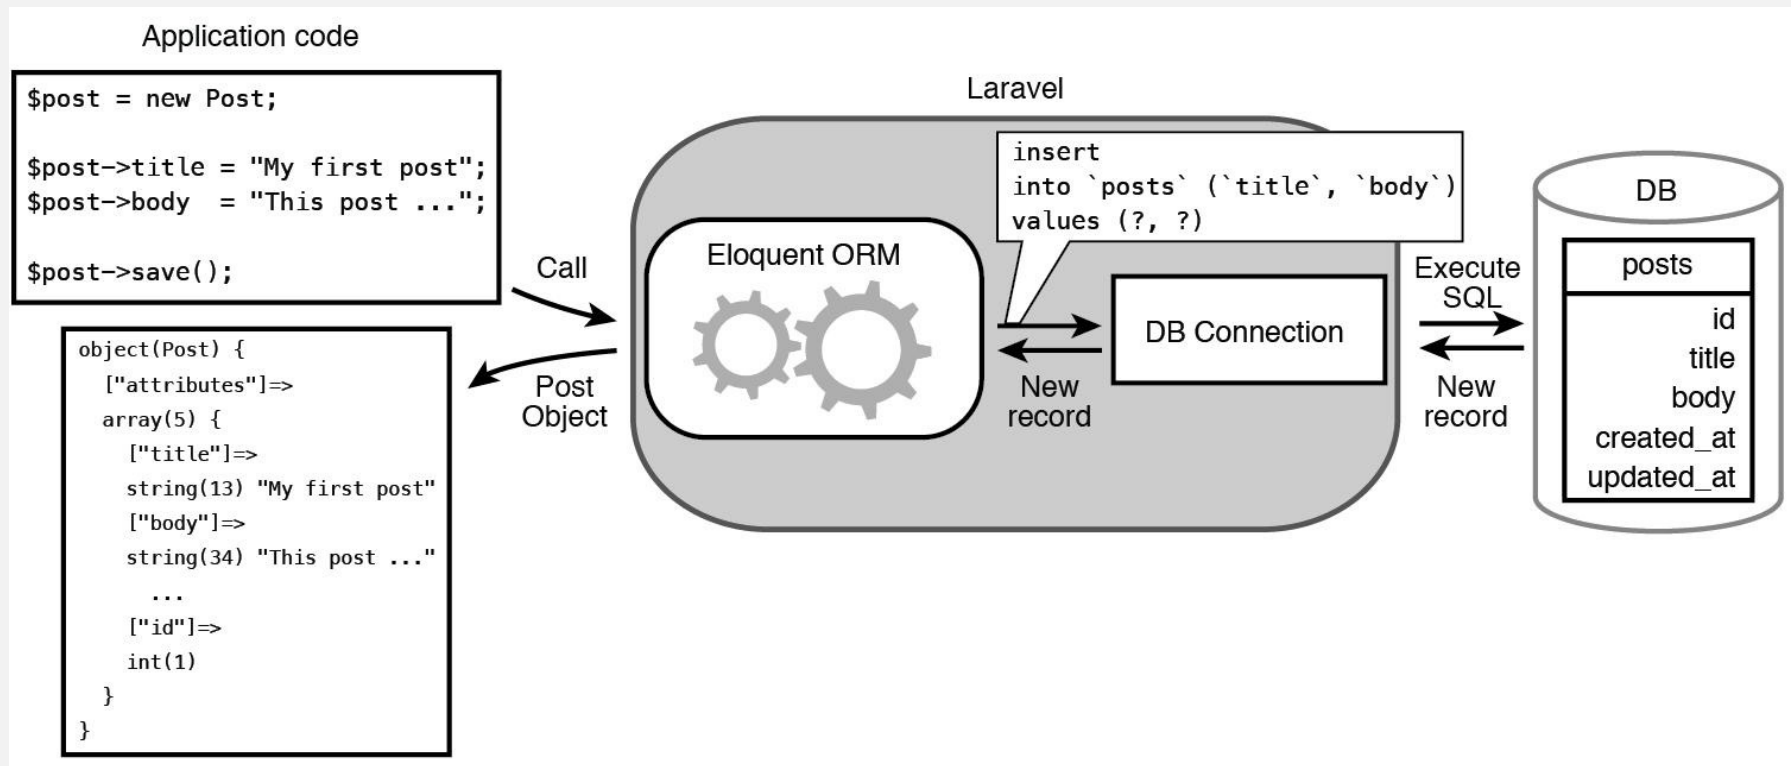 Application code
$post = new Post;
$post->title = "My first post";
$post->body  = "This post ...";
$post->save();
object(Post) {
["attributes"]=>
array(5) {
["title"]=>
string(13) "My first post"
["body"]=>
string(34) "This post ..."
...
["id"]=>
int(1)
}
}
Call
Post
Object
Laravel
Eloquent ORM
insert
into `posts` (`title`, `body`)
values (?, ?)
New
record
DB Connection
Execute
SQL
New
record
DB
posts
id
title
body
created_at
updated_at